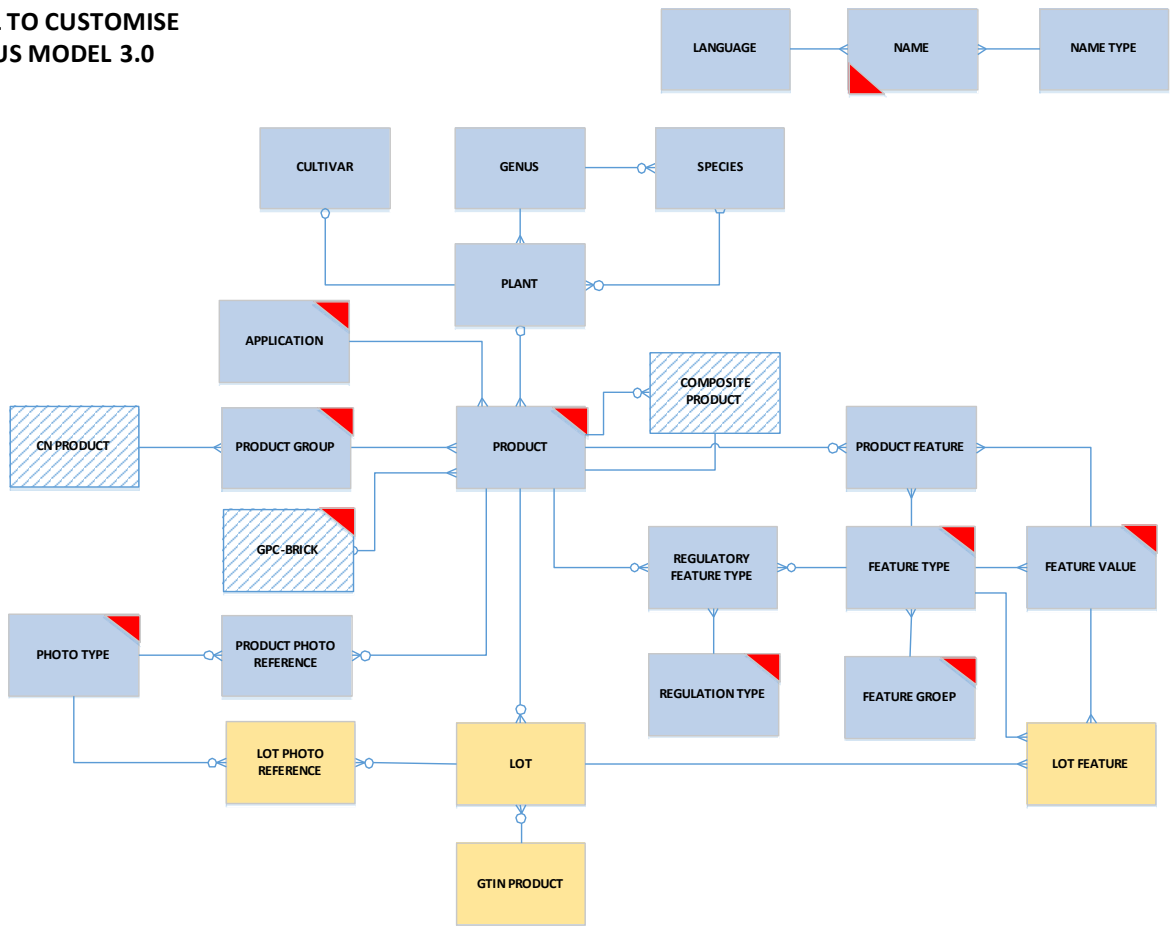 TO CUSTOMISE
US MODEL 3.0
LANGUAGE
NAME
NAME TYPE
CULTIVAR
GENUS
SPECIES
PLANT
APPLICATION
COMPOSITE
PRODUCT
CN PRODUCT
PRODUCT GROUP
PRODUCT
PRODUCT FEATURE
GPC-BRICK
REGULATORY
FEATURE TYPE
FEATURE TYPE
FEATURE VALUE
PHOTO TYPE
PRODUCT PHOTO
REFERENCE
REGULATION TYPE
FEATURE GROEP
LOT PHOTO
REFERENCE
LOT
LOT FEATURE
GTIN PRODUCT